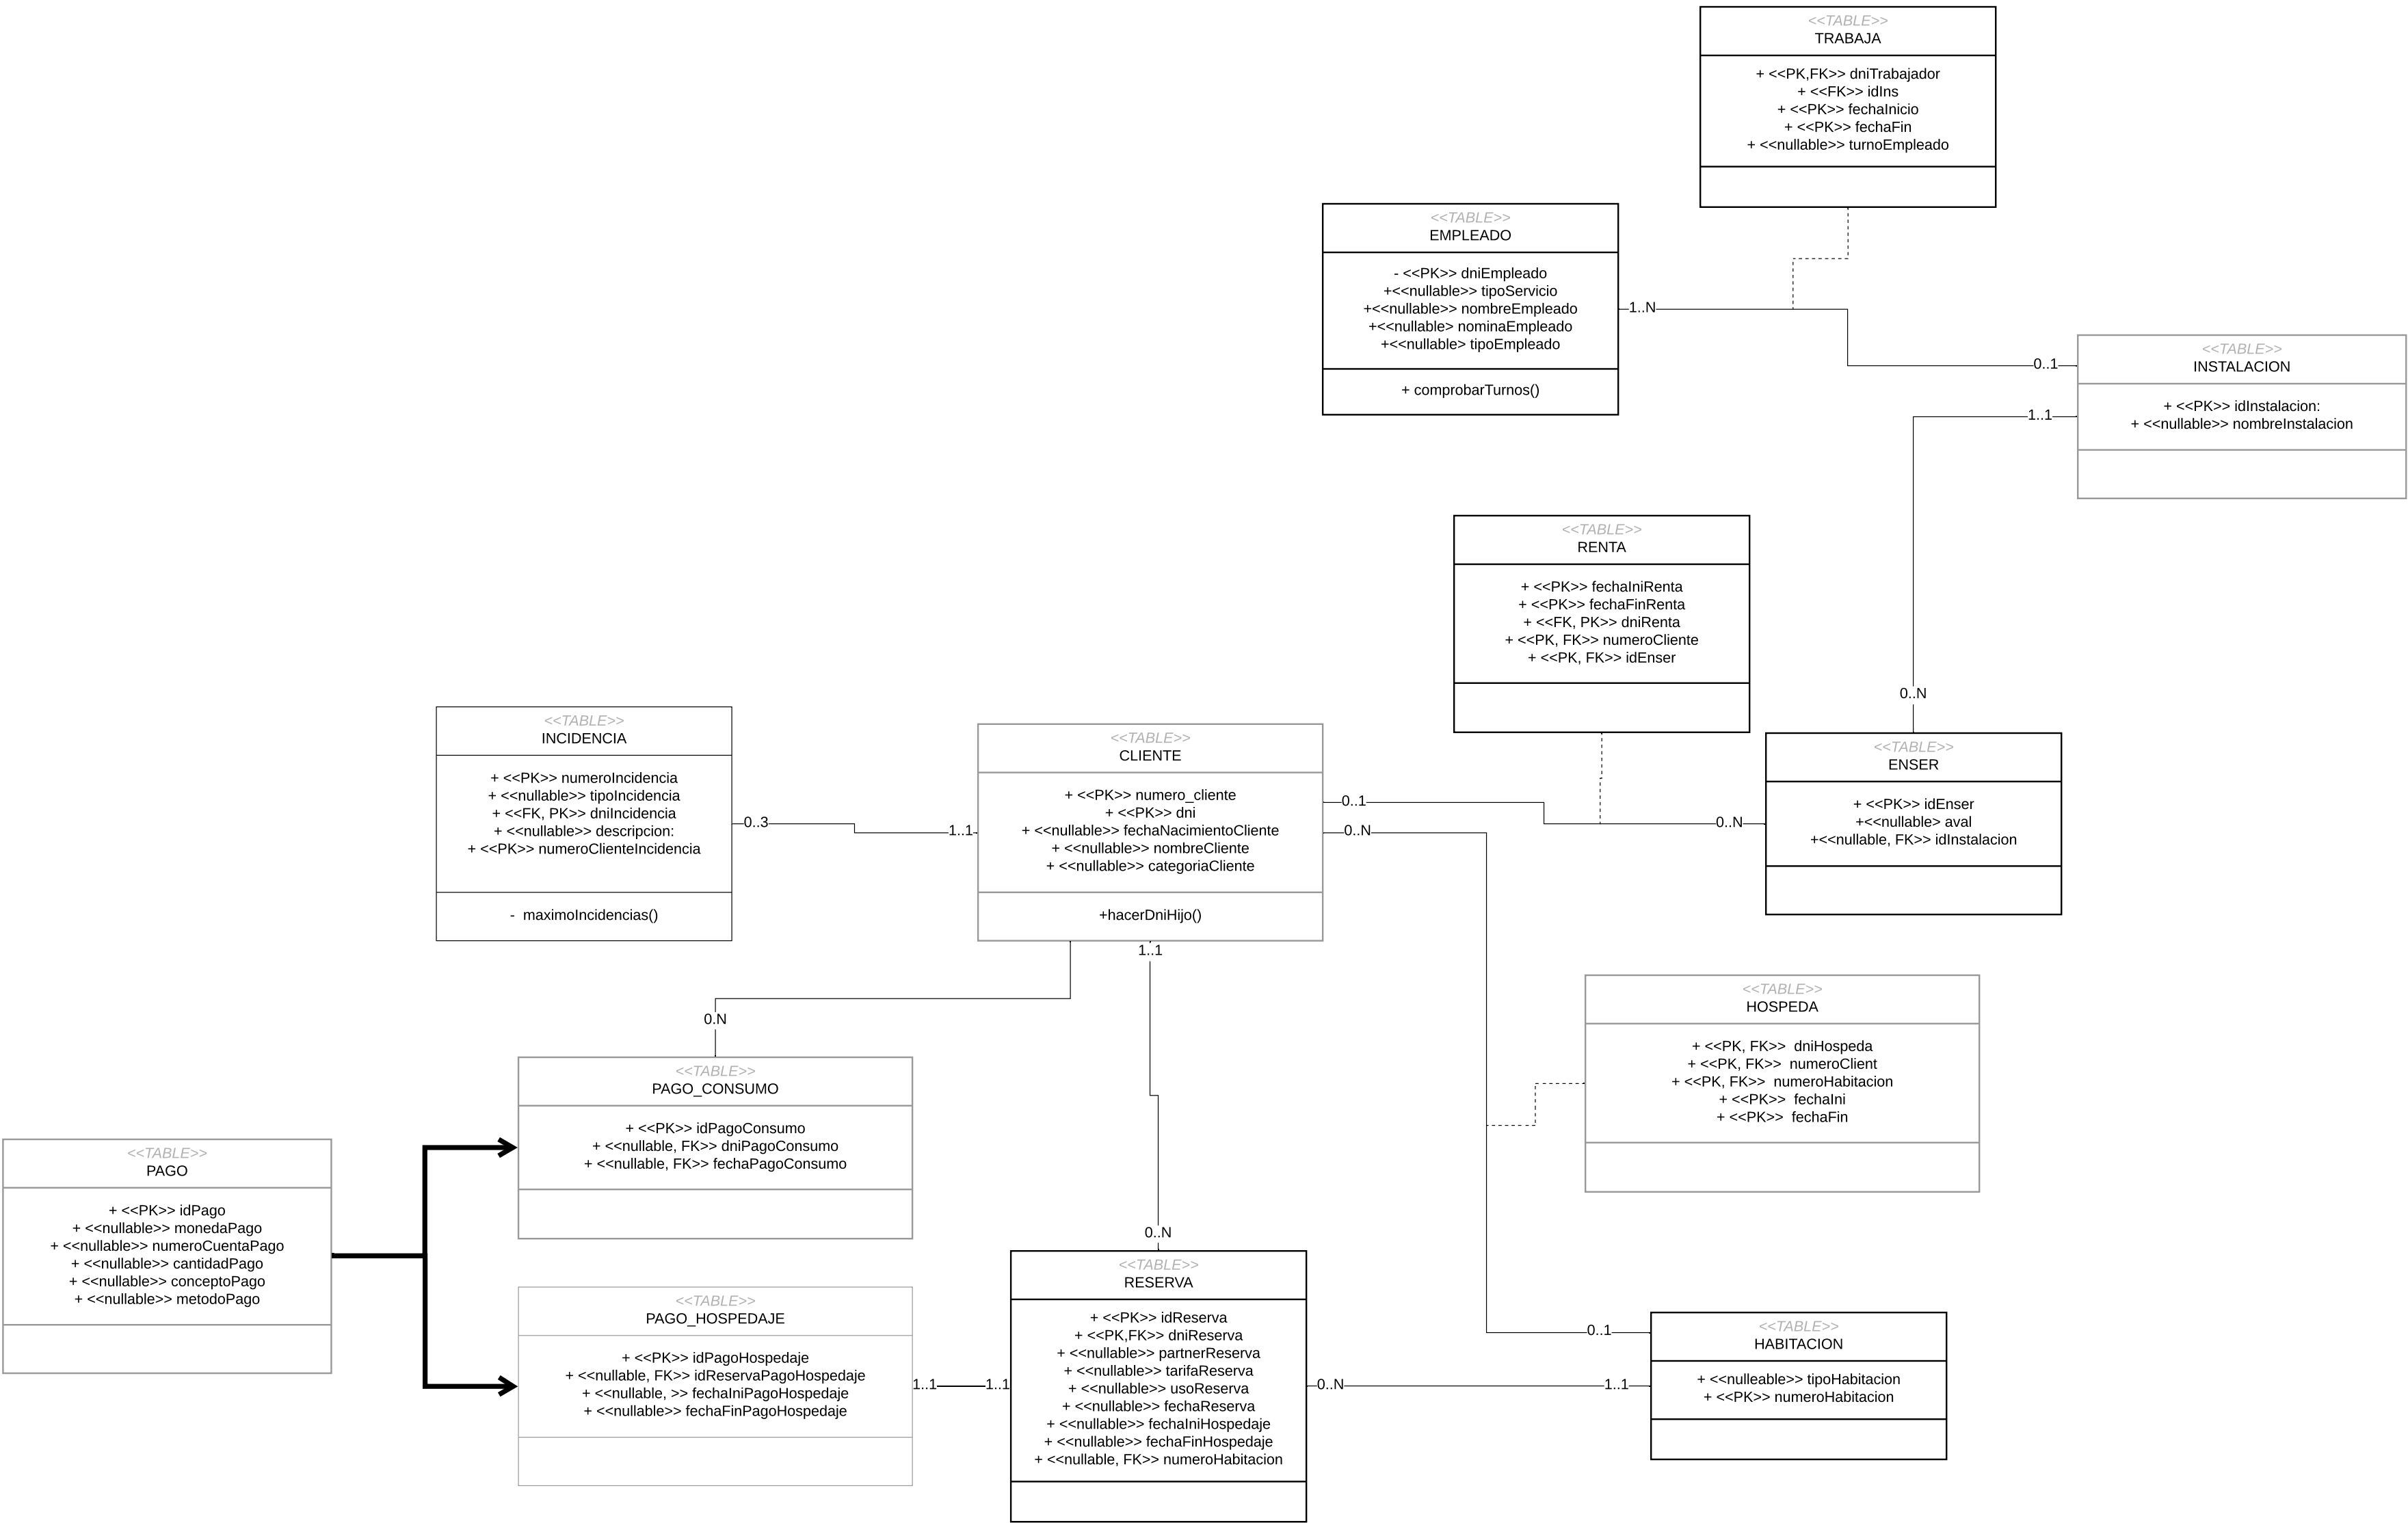 <<TABLE>>
TRABAJA
+ <<PK,FK>> dniTrabajador
+ <<FK>> idIns
+ <<PK>> fechaInicio
+ <<PK>> fechaFin
+ <<nullable>> turnoEmpleado
<<TABLE>>
EMPLEADO
- <<PK>> dniEmpleado
+<<nullable>> tipoServicio
+<<nullable>> nombreEmpleado
+<<nullable> nominaEmpleado
+<<nullable> tipoEmpleado
+ comprobarTurnos()
1..N
0..1
1..1
<<TABLE>>
INSTALACION
+ <<PK>> idInstalacion:
+ <<nullable>> nombreInstalacion
<<TABLE>>
RENTA
+ <<PK>> fechaIniRenta
+ <<PK>> fechaFinRenta
+ <<FK, PK>> dniRenta
+ <<PK, FK>> numeroCliente
+ <<PK, FK>> idEnser
0..N
<<TABLE>>
INCIDENCIA
+ <<PK>> numeroIncidencia
+ <<nullable>> tipoIncidencia
+ <<FK, PK>> dniIncidencia
+ <<nullable>> descripcion:
+ <<PK>> numeroClienteIncidencia
- maximoIncidencias()
0..3
1..1
<<TABLE>>
CLIENTE
+ <<PK>> numero_cliente
+ <<PK>> dni
+ <<nullable>> fechaNacimientoCliente
+ <<nullable>> nombreCliente
+ <<nullable>> categoriaCliente
+hacerDniHijo()
0..1
0..N
0..N
<<TABLE>>
ENSER
+ <<PK>> idEnser
+<<nullable> aval
+<<nullable, FK>> idInstalacion
1..1
0.N
<<TABLE>>
HOSPEDA
+ <<PK, FK>> dniHospeda
+ <<PK, FK>> numeroClient
+ <<PK, FK>> numeroHabitacion
+ <<PK>> fechaIni
+ <<PK>> fechaFin
<<TABLE>>
PAGO_CONSUMO
+ <<PK>> idPagoConsumo
+ <<nullable, FK>> dniPagoConsumo
+ <<nullable, FK>> fechaPagoConsumo
<<TABLE>>
PAGO
+ <<PK>> idPago
+ <<nullable>> monedaPago
+ <<nullable>> numeroCuentaPago
+ <<nullable>> cantidadPago
+ <<nullable>> conceptoPago
+ <<nullable>> metodoPago
<<TABLE>>
PAGO_HOSPEDAJE
+ <<PK>> idPagoHospedaje
+ <<nullable, FK>> idReservaPagoHospedaje
+ <<nullable, >> fechaIniPagoHospedaje
+ <<nullable>> fechaFinPagoHospedaje
1..1
1..1
0..N
<<TABLE>>
RESERVA
+ <<PK>> idReserva
+ <<PK,FK>> dniReserva
+ <<nullable>> partnerReserva
+ <<nullable>> tarifaReserva
+ <<nullable>> usoReserva
+ <<nullable>> fechaReserva
+ <<nullable>> fechaIniHospedaje
+ <<nullable>> fechaFinHospedaje
+ <<nullable, FK>> numeroHabitacion
0..N
0..1
1..1
<<TABLE>>
HABITACION
+ <<nulleable>> tipoHabitacion
+ <<PK>> numeroHabitacion